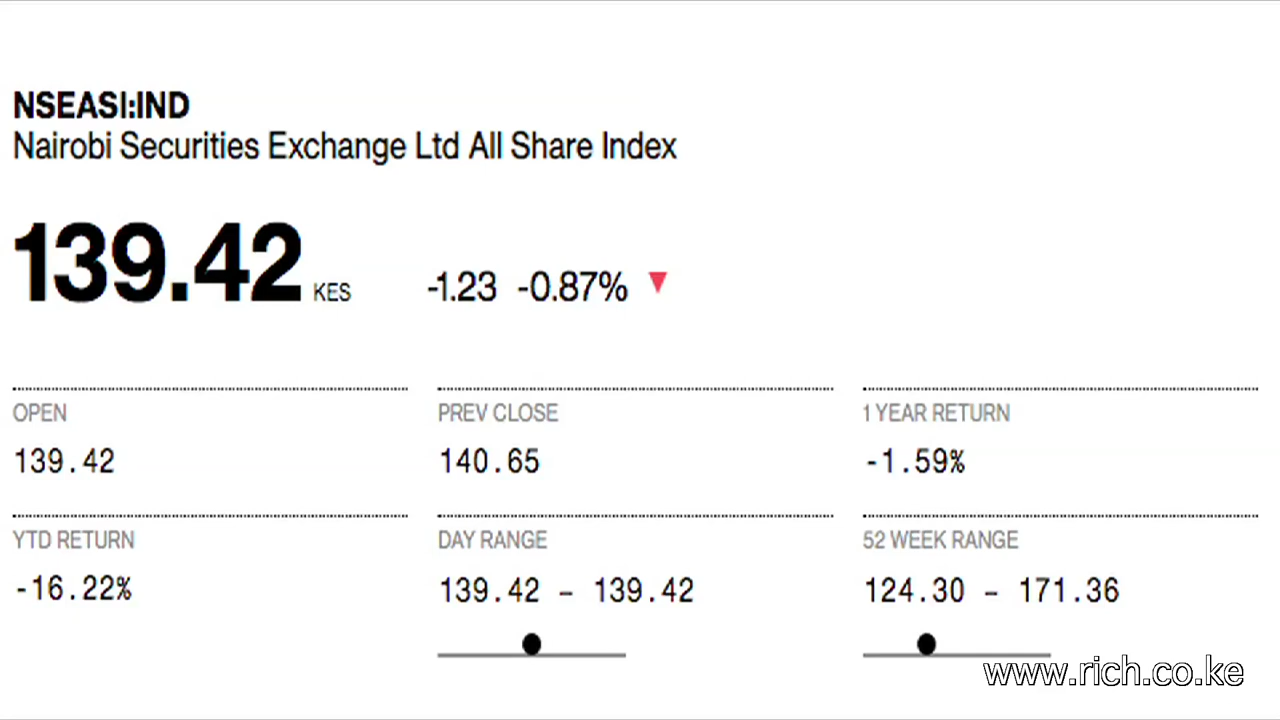 NSEASI:IND
Nairobi Securities Exchange Ltd All Share Index
139.42 KES -1.23 -0.87% ▼
OPEN PREV CLOSE 1 YEAR RETURN
139.42 140.65 -1.59%
YTD RETURN DAY RANGE 52 WEEK RANGE
-16.22% 139.42 – 139.42 124.30 – 171.36
www.rich.co.ke